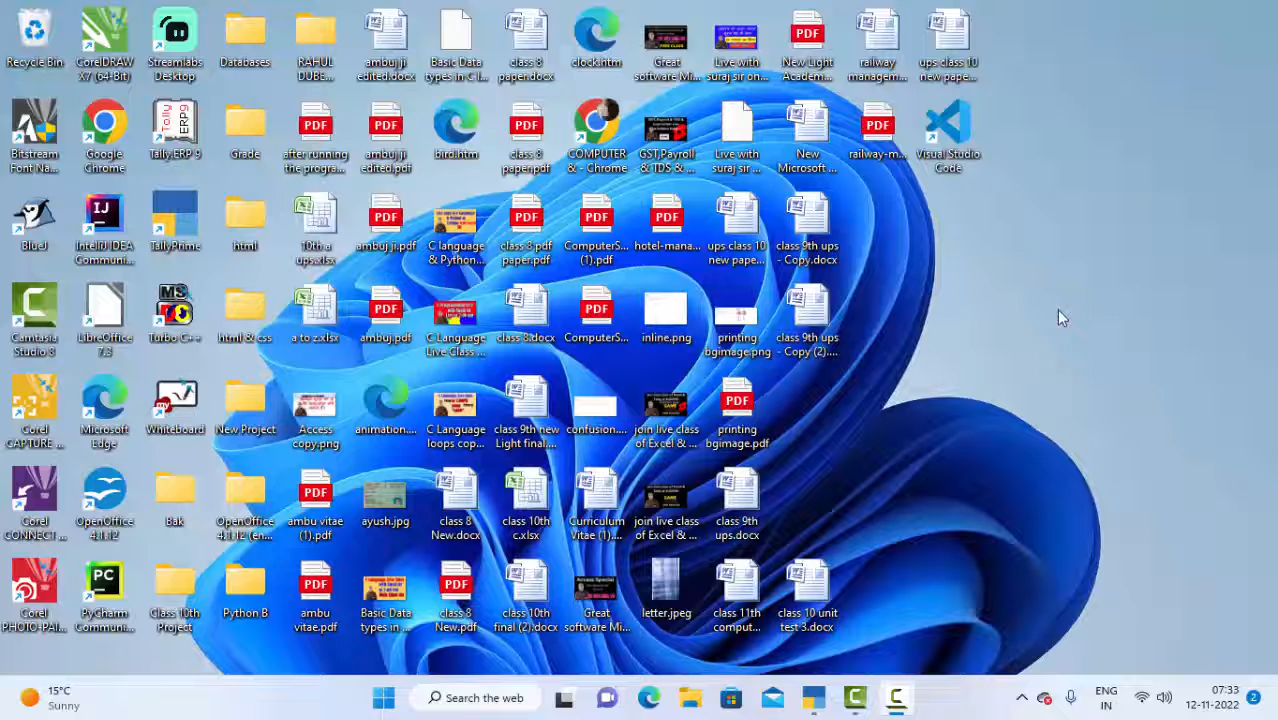 Recycle Bin
CorelDRAW
X7 (64-Bit)
Streamlabs
Desktop
Databases
RAHUL
DUBE...
ambuj ji
edited.docx
Basic Data
types in C l...
class 8
paper.docx
clock.htm
Great
software Mi...
Live with
suraj sir on...
New Light
Academ...
railway
managem...
ups class 10
new pape...
Bitstream
Font Na...
Google
Chrome
Tally.ERP 9
Grade
after running
the progra...
ambuj ji
edited.pdf
bird.htm
class 8
paper.pdf
COMPUTER
& - Chrome
GST,Payroll
& TDS & ...
Live with
suraj sir ...
New
Microsoft ...
railway-m...
Visual Studio
Code
BlueJ
IntelliJ IDEA
Communi...
TallyPrime
html
10th a
ups.xlsx
ambuj.ji.pdf
C language
& Python...
class 8.pdf
paper.pdf
ComputerS...
(1).pdf
hotel-mana...
ups class 10
new pape...
class 9th ups
- Copy.docx
Camtasia
Studio 8
LibreOffice
7.3
Turbo C++
html & css
a to z.xlsx
ambuj.pdf
C Language
Live Class ...
class 8.docx
ComputerS...
inline.png
printing
bgimage.png
class 9th ups
- Copy (2)....
Corel
CAPTURE ...
Microsoft
Edge
Whiteboard
New Project
Access
copy.png
animation....
C Language
loops cop...
class 9th new
Light final....
confusion....
join live class
of Excel & ...
printing
bgimage.pdf
Corel
CONNECT ...
OpenOffice
4.1.12
Bak
OpenOffice
4.1.12 (en...
ambu vitae
(1).pdf
ayush.jpg
class 8
New.docx
class 10th
c.xlsx
Curriculum
Vitae (1)....
join live class
of Excel & ...
class 9th
ups.docx
Corel
PHOTO-PAI...
PyCharm
Communi...
Class 10th
Project
Python B
ambu
vitae.pdf
Basic Data
types in ...
class 8
New.pdf
class 10th
final (2).docx
Great
software Mi...
letter.jpeg
class 11th
comput...
class 10 unit
test 3.docx
15°C
Sunny
Search the web
ENG
IN
07:33
12-11-2023
2